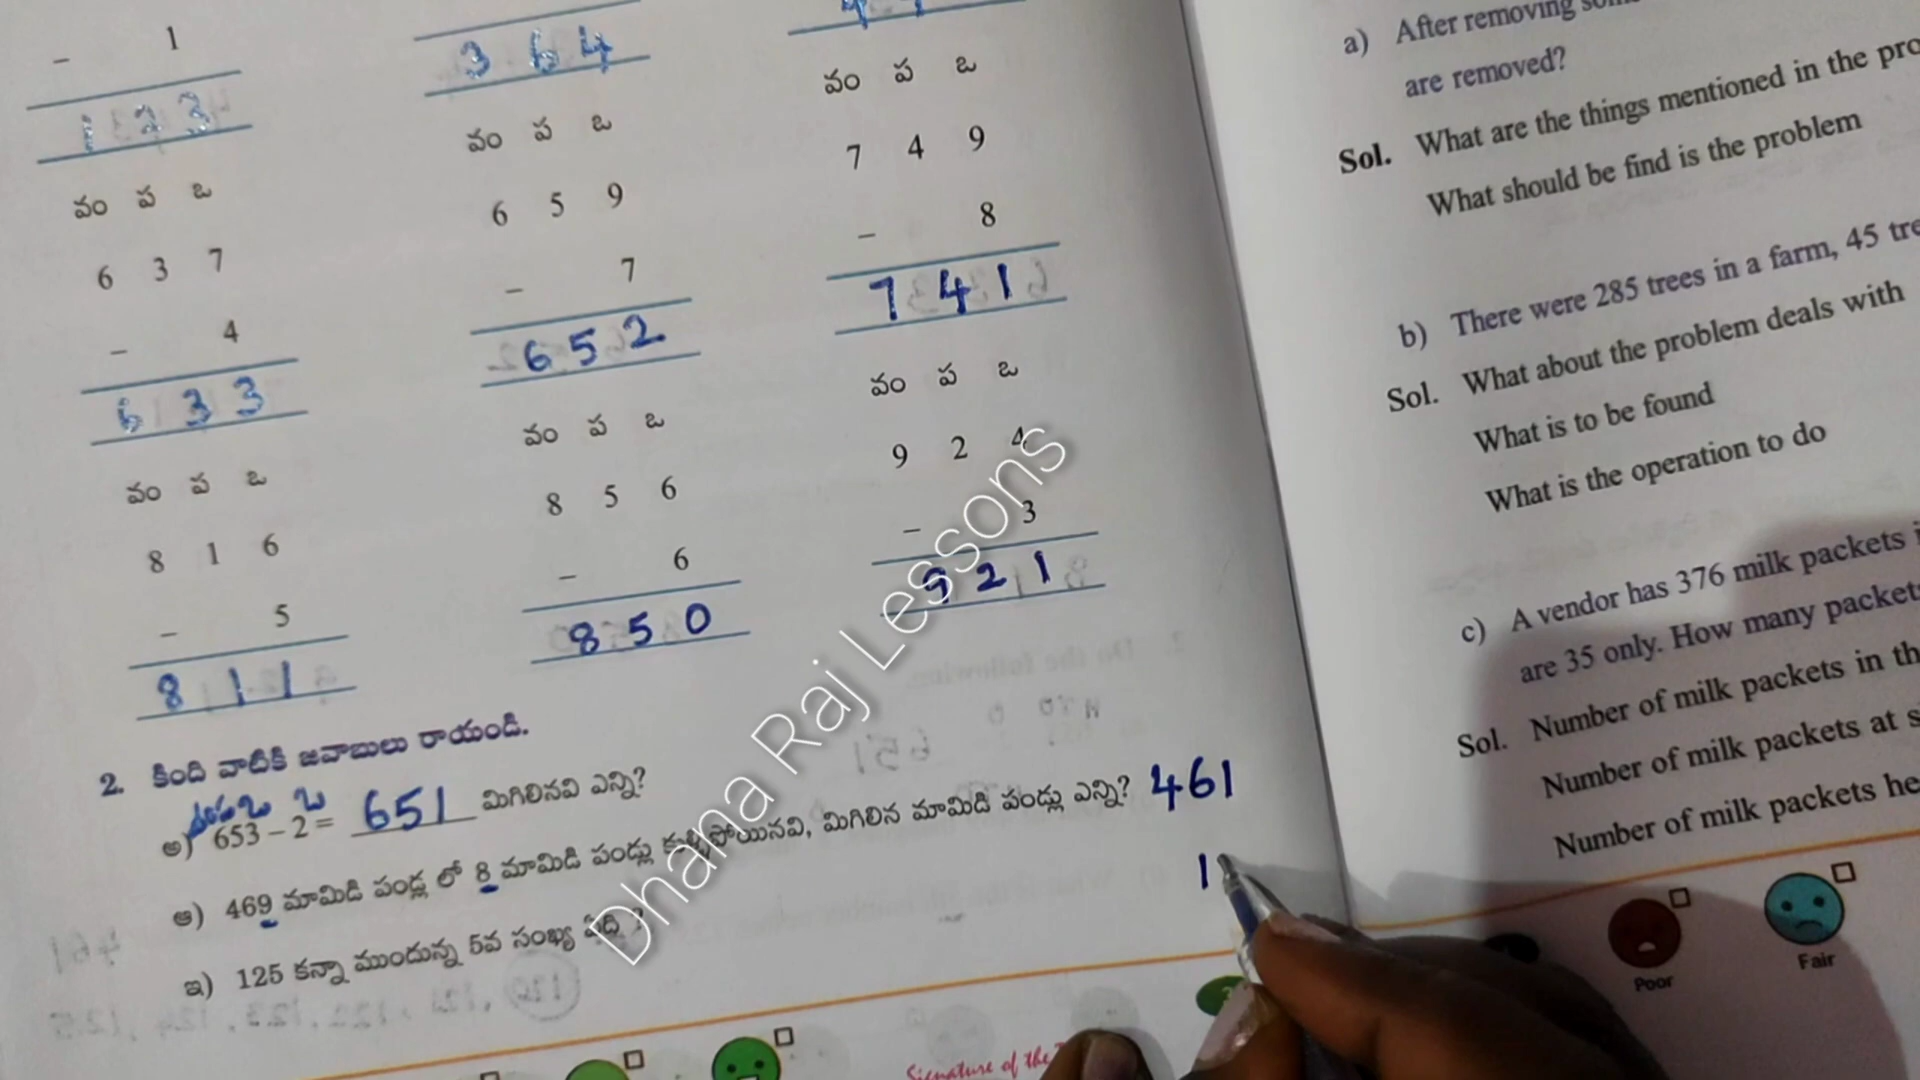 - 1
1 2 3
వం ప ఒ
6 3 7
- 4
6 3 3
వం ప ఒ
8 1 6
- 5
8 1 1
3 6 4
వం ప ఒ
6 5 9
- 7
6 5 2
వం ప ఒ
8 5 6
- 6
8 5 0
వం ప ఒ
7 4 9
- 8
7 4 1
వం ప ఒ
9 2 4
- 3
9 2 1
2. కింది వాటికి జవాబులు రాయండి.
అ) 653 – 2 = 651 మిగిలినవి ఎన్ని?
ఆ) 469 మామిడి పండ్ల లో 8 మామిడి పండ్లు కుళ్ళిపోయినవి, మిగిలిన మామిడి పండ్లు ఎన్ని? 461
ఇ) 125 కన్నా ముందున్న 5వ సంఖ్య ఏది ?
1
Signature of the
Dhana Raj Lessons
a) After removing
are removed?
Sol. What are the things mentioned in the
What should be find is the problem
b) There were 285 trees in a farm, 45
Sol. What about the problem deals with
What is to be found
What is the operation to do
c) A vendor has 376 milk packets
are 35 only. How many packets
Sol. Number of milk packets in
Number of milk packets at
Number of milk packets
Poor
Fair